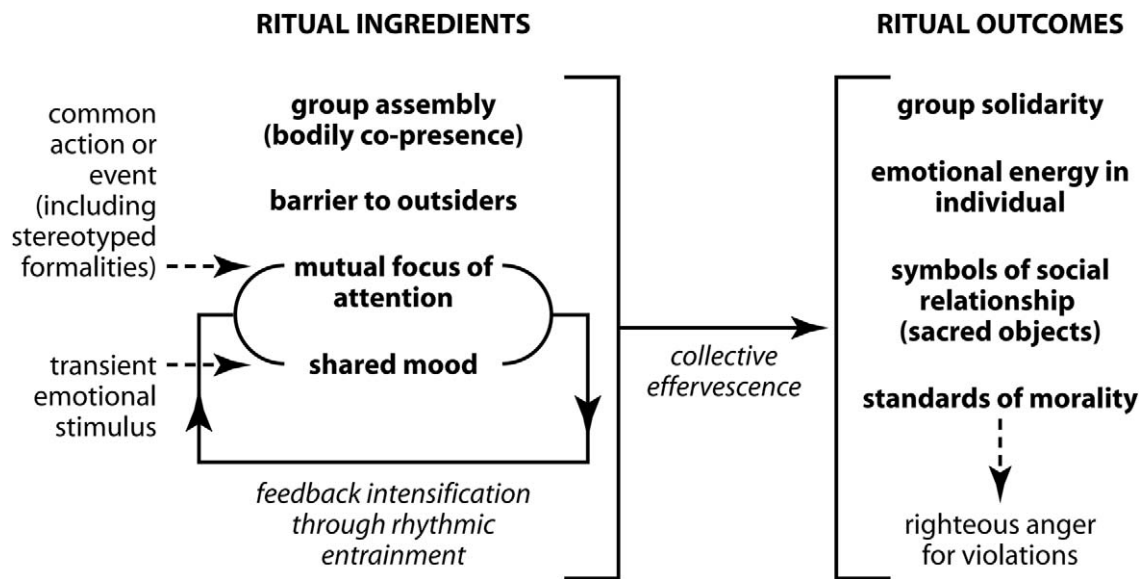 RITUAL INGREDIENTS
common
action or
event
(including
stereotyped
formalities)
transient
emotional
stimulus
group assembly
(bodily co-presence)
barrier to outsiders
mutual focus of
attention
shared mood
feedback intensification
through rhythmic
entrainment
collective
effervescence
RITUAL OUTCOMES
group solidarity
emotional energy in
individual
symbols of social
relationship
(sacred objects)
standards of morality
righteous anger
for violations